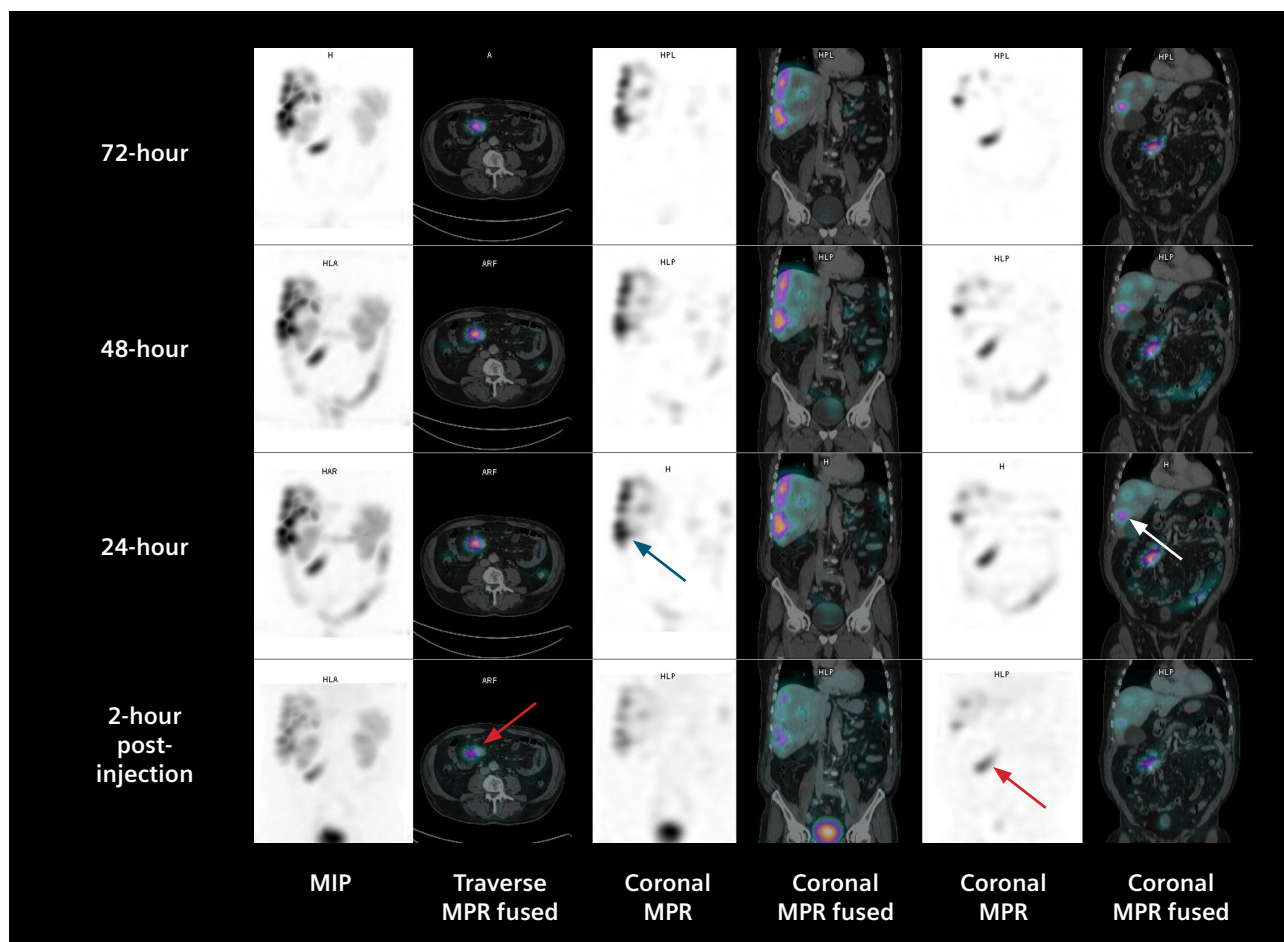 H
A
HPL
HPL
HPL
HPL
72-hour
HLA
ARF
HLP
HLP
HLP
HLP
48-hour
HAR
ARF
H
H
H
H
24-hour
HLA
ARF
HLP
HLP
HLP
HLP
2-hour
post-
injection
MIP
Traverse
MPR fused
Coronal
MPR
Coronal
MPR fused
Coronal
MPR
Coronal
MPR fused